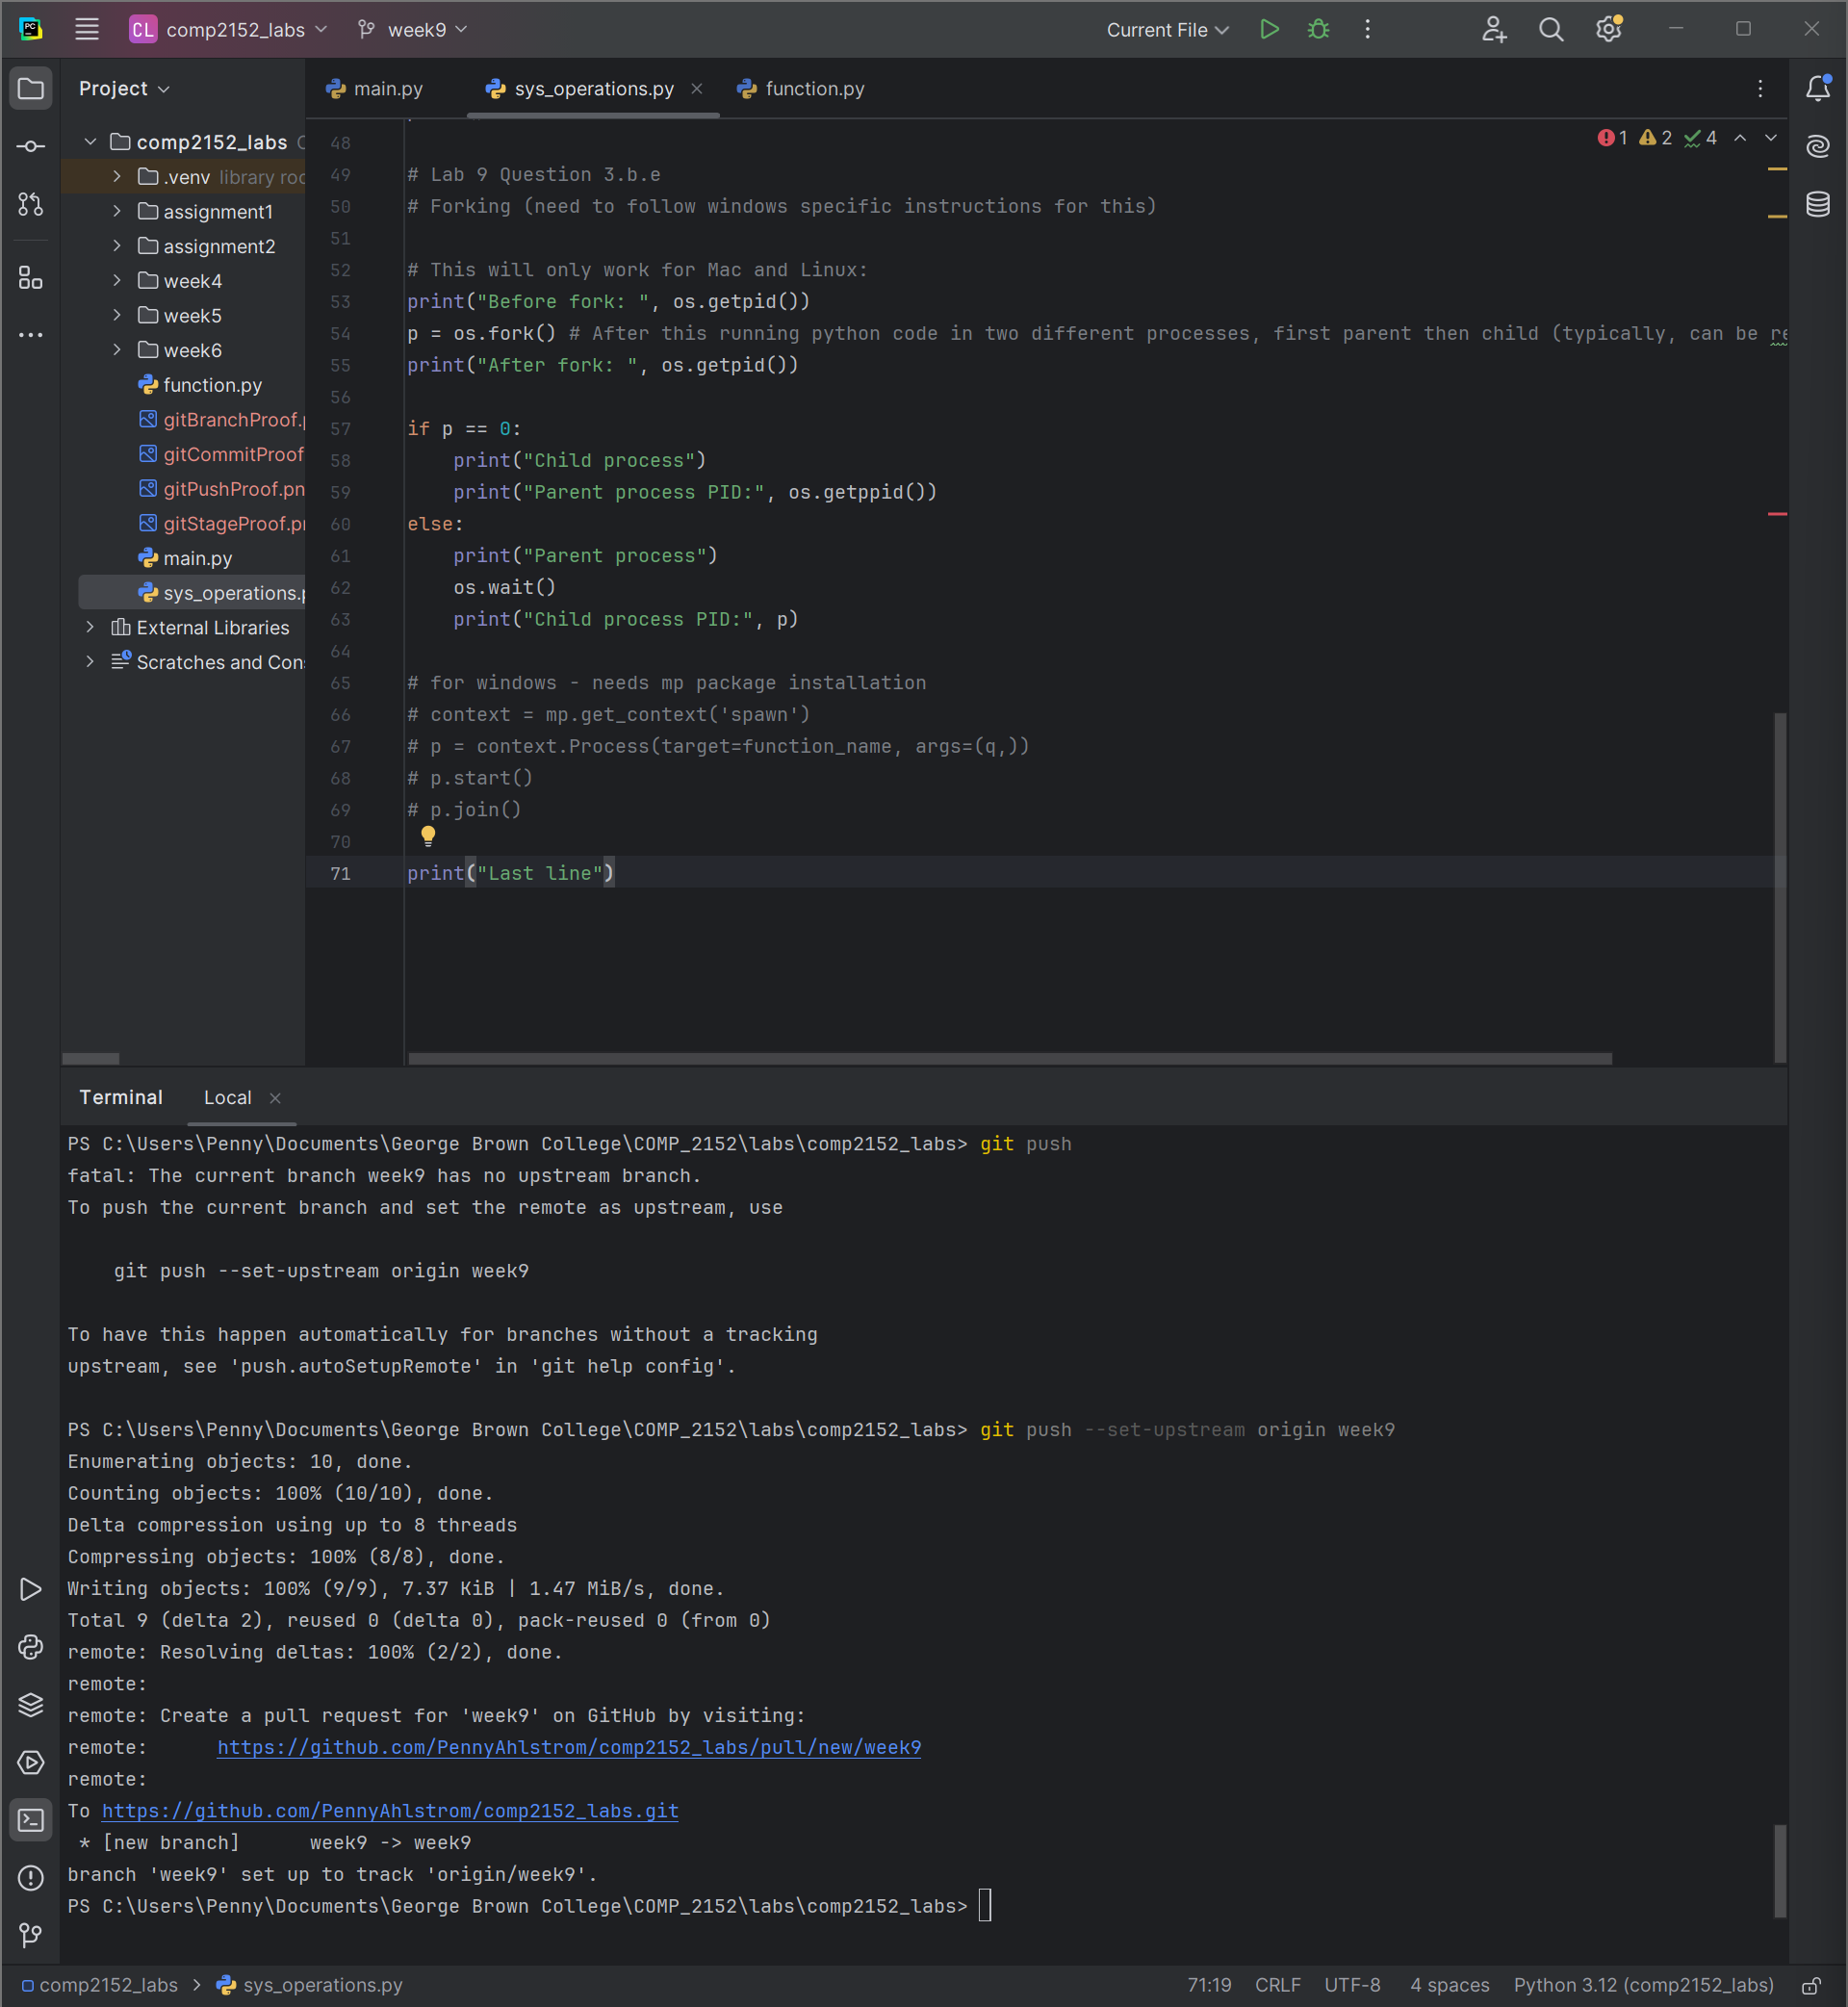 PC CL comp2152_labs week9 Current File
Project main.py sys_operations.py function.py
comp2152_labs
.venv library roo
assignment1
assignment2
week4
week5
week6
function.py
gitBranchProof.p
gitCommitProof
gitPushProof.pn
gitStageProof.pn
main.py
sys_operations.p
External Libraries
Scratches and Cons
1 2 4
48
49 # Lab 9 Question 3.b.e
50 # Forking (need to follow windows specific instructions for this)
51
52 # This will only work for Mac and Linux:
53 print("Before fork: ", os.getpid())
54 p = os.fork() # After this running python code in two different processes, first parent then child (typically, can be re
55 print("After fork: ", os.getpid())
56
57 if p == 0:
58     print("Child process")
59     print("Parent process PID:", os.getppid())
60 else:
61     print("Parent process")
62     os.wait()
63     print("Child process PID:", p)
64
65 # for windows - needs mp package installation
66 # context = mp.get_context('spawn')
67 # p = context.Process(target=function_name, args=(q,))
68 # p.start()
69 # p.join()
70
71 print("Last line")
Terminal Local
PS C:\Users\Penny\Documents\George Brown College\COMP_2152\labs\comp2152_labs> git push
fatal: The current branch week9 has no upstream branch.
To push the current branch and set the remote as upstream, use
git push --set-upstream origin week9
To have this happen automatically for branches without a tracking
upstream, see 'push.autoSetupRemote' in 'git help config'.
PS C:\Users\Penny\Documents\George Brown College\COMP_2152\labs\comp2152_labs> git push --set-upstream origin week9
Enumerating objects: 10, done.
Counting objects: 100% (10/10), done.
Delta compression using up to 8 threads
Compressing objects: 100% (8/8), done.
Writing objects: 100% (9/9), 7.37 KiB | 1.47 MiB/s, done.
Total 9 (delta 2), reused 0 (delta 0), pack-reused 0 (from 0)
remote: Resolving deltas: 100% (2/2), done.
remote:
remote: Create a pull request for 'week9' on GitHub by visiting:
remote:      https://github.com/PennyAhlstrom/comp2152_labs/pull/new/week9
remote:
To https://github.com/PennyAhlstrom/comp2152_labs.git
 * [new branch]      week9 -> week9
branch 'week9' set up to track 'origin/week9'.
PS C:\Users\Penny\Documents\George Brown College\COMP_2152\labs\comp2152_labs>
comp2152_labs > sys_operations.py 71:19 CRLF UTF-8 4 spaces Python 3.12 (comp2152_labs)